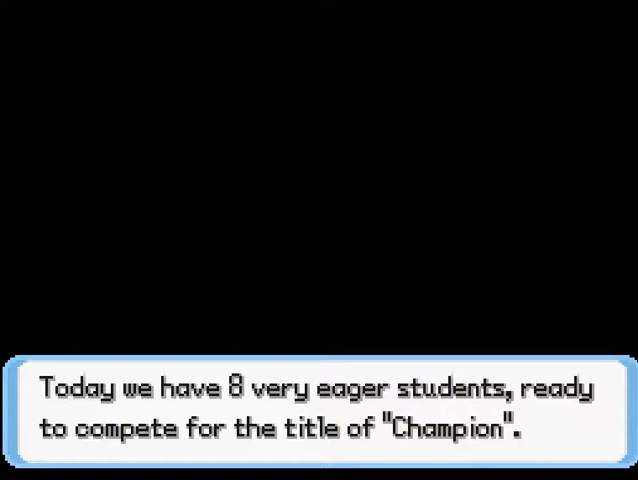 Today we have 8 very eager students, ready
to compete for the title of "Champion".